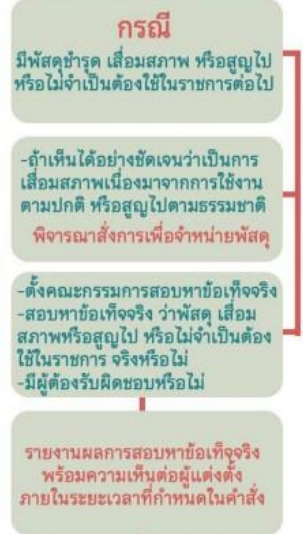 กรณี
มีพัสดุชำรุด เสื่อมสภาพ หรือสูญไป
หรือไม่จำเป็นต้องใช้ในราชการต่อไป
-ถ้าเห็นได้อย่างชัดเจนว่าเป็นการ
เสื่อมสภาพเนื่องมาจากการใช้งาน
ตามปกติ หรือสูญไปตามธรรมชาติ
พิจารณาสั่งการเพื่อจำหน่ายพัสดุ
-ตั้งคณะกรรมการสอบหาข้อเท็จจริง
-สอบหาข้อเท็จจริง ว่าพัสดุ เสื่อม
สภาพหรือสูญไป หรือไม่จำเป็นต้อง
ใช้ในราชการ จริงหรือไม่
-มีผู้ต้องรับผิดชอบหรือไม่
รายงานผลการสอบหาข้อเท็จจริง
พร้อมความเห็นต่อผู้แต่งตั้ง
ภายในระยะเวลาที่กำหนดในคำสั่ง